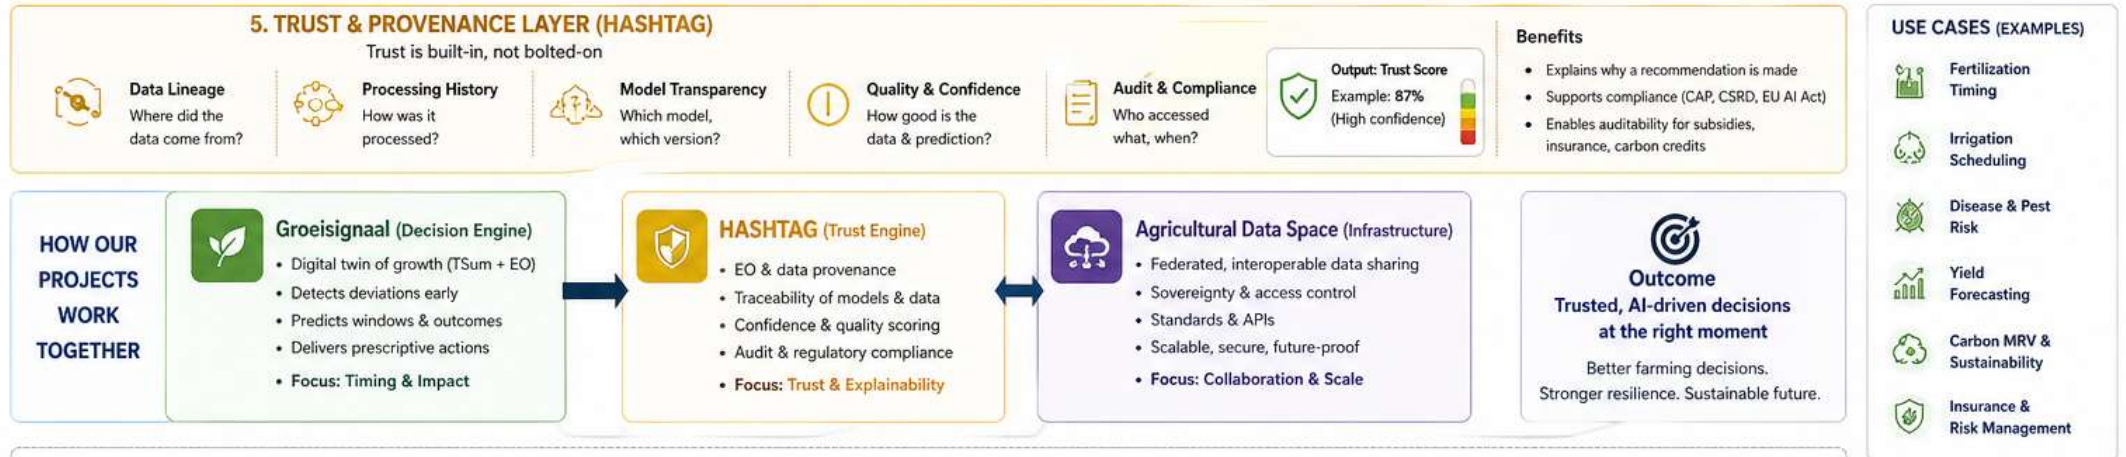 5. TRUST & PROVENANCE LAYER (HASHTAG)
Trust is built-in, not bolted-on
Data Lineage
Where did the
data come from?
Processing History
How was it
processed?
Model Transparency
Which model,
which version?
Quality & Confidence
How good is the
data & prediction?
Audit & Compliance
Who accessed
what, when?
Output: Trust Score
Example: 87%
(High confidence)
Benefits
• Explains why a recommendation is made
• Supports compliance (CAP, CSRD, EU AI Act)
• Enables auditability for subsidies,
insurance, carbon credits
HOW OUR
PROJECTS
WORK
TOGETHER
Groeisignaal (Decision Engine)
• Digital twin of growth (TSum + EO)
• Detects deviations early
• Predicts windows & outcomes
• Delivers prescriptive actions
• Focus: Timing & Impact
HASHTAG (Trust Engine)
• EO & data provenance
• Traceability of models & data
• Confidence & quality scoring
• Audit & regulatory compliance
• Focus: Trust & Explainability
Agricultural Data Space (Infrastructure)
• Federated, interoperable data sharing
• Sovereignty & access control
• Standards & APIs
• Scalable, secure, future-proof
• Focus: Collaboration & Scale
Outcome
Trusted, AI-driven decisions
at the right moment
Better farming decisions.
Stronger resilience. Sustainable future.
USE CASES (EXAMPLES)
Fertilization
Timing
Irrigation
Scheduling
Disease & Pest
Risk
Yield
Forecasting
Carbon MRV &
Sustainability
Insurance &
Risk Management